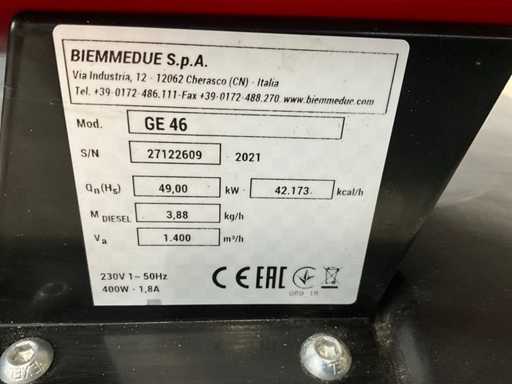 BIEMMEDUE S.p.A.
Via Industria, 12 - 12062 Cherasco (CN) - Italia
Tel. +39-0172-486.111-Fax +39-0172-488.270 www.biemmedue.com
Mod. GE 46
S/N 27122609 - 2021
Qn(Hs) 49,00 kW - 42.173 kcal/h
M DIESEL 3,88 kg/h
Va 1.400 m³/h
230V 1~ 50Hz
400W - 1,8A
CE EAC